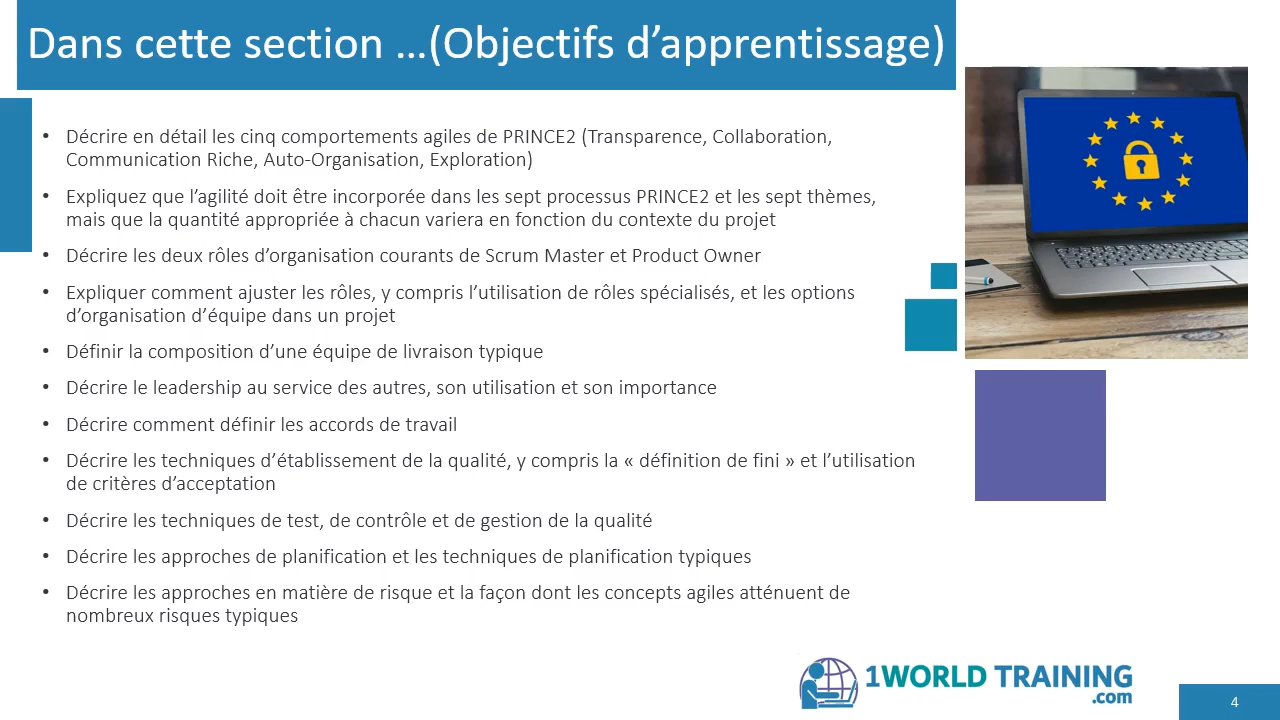 Dans cette section …(Objectifs d’apprentissage)
• Décrire en détail les cinq comportements agiles de PRINCE2 (Transparence, Collaboration,
Communication Riche, Auto-Organisation, Exploration)
• Expliquez que l’agilité doit être incorporée dans les sept processus PRINCE2 et les sept thèmes,
mais que la quantité appropriée à chacun variera en fonction du contexte du projet
• Décrire les deux rôles d’organisation courants de Scrum Master et Product Owner
• Expliquer comment ajuster les rôles, y compris l’utilisation de rôles spécialisés, et les options
d’organisation d’équipe dans un projet
• Définir la composition d’une équipe de livraison typique
• Décrire le leadership au service des autres, son utilisation et son importance
• Décrire comment définir les accords de travail
• Décrire les techniques d’établissement de la qualité, y compris la « définition de fini » et l’utilisation
de critères d’acceptation
• Décrire les techniques de test, de contrôle et de gestion de la qualité
• Décrire les approches de planification et les techniques de planification typiques
• Décrire les approches en matière de risque et la façon dont les concepts agiles atténuent de
nombreux risques typiques
1WORLD TRAINING
.com
4